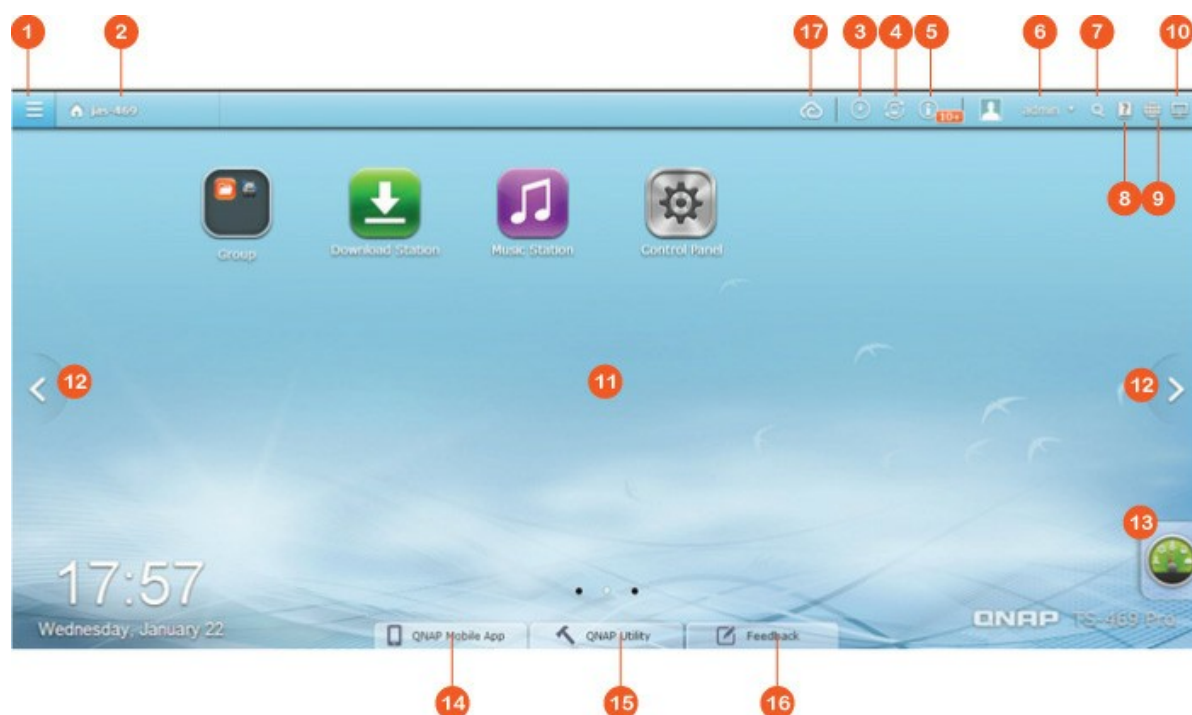 1 2 17 3 4 5 6 7 10
jas-469 10+ admin
8 9
Group Download Station Music Station Control Panel
12 11 12
13
17:57
Wednesday, January 22
QNAP TS-469 Pro
QNAP Mobile App QNAP Utility Feedback
14 15 16